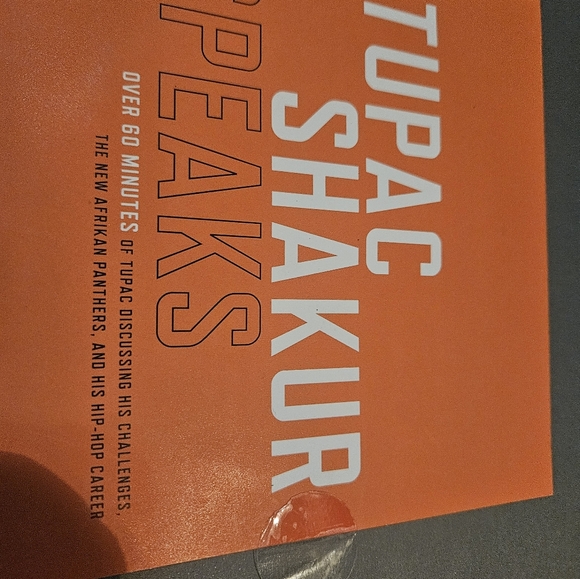 TUPAC
SHAKUR
SPEAKS
OVER 60 MINUTES OF TUPAC DISCUSSING HIS CHALLENGES,
THE NEW AFRIKAN PANTHERS, AND HIS HIP-HOP CAREER